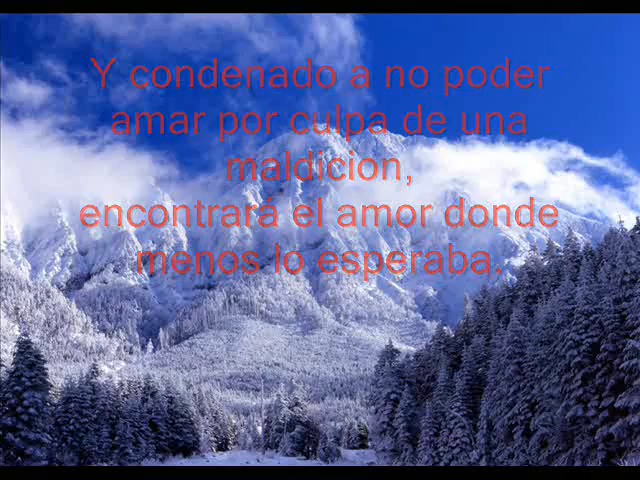 Y condenado a no poder
amar por culpa de una
maldicion,
encontrará el amor donde
menos lo esperaba.